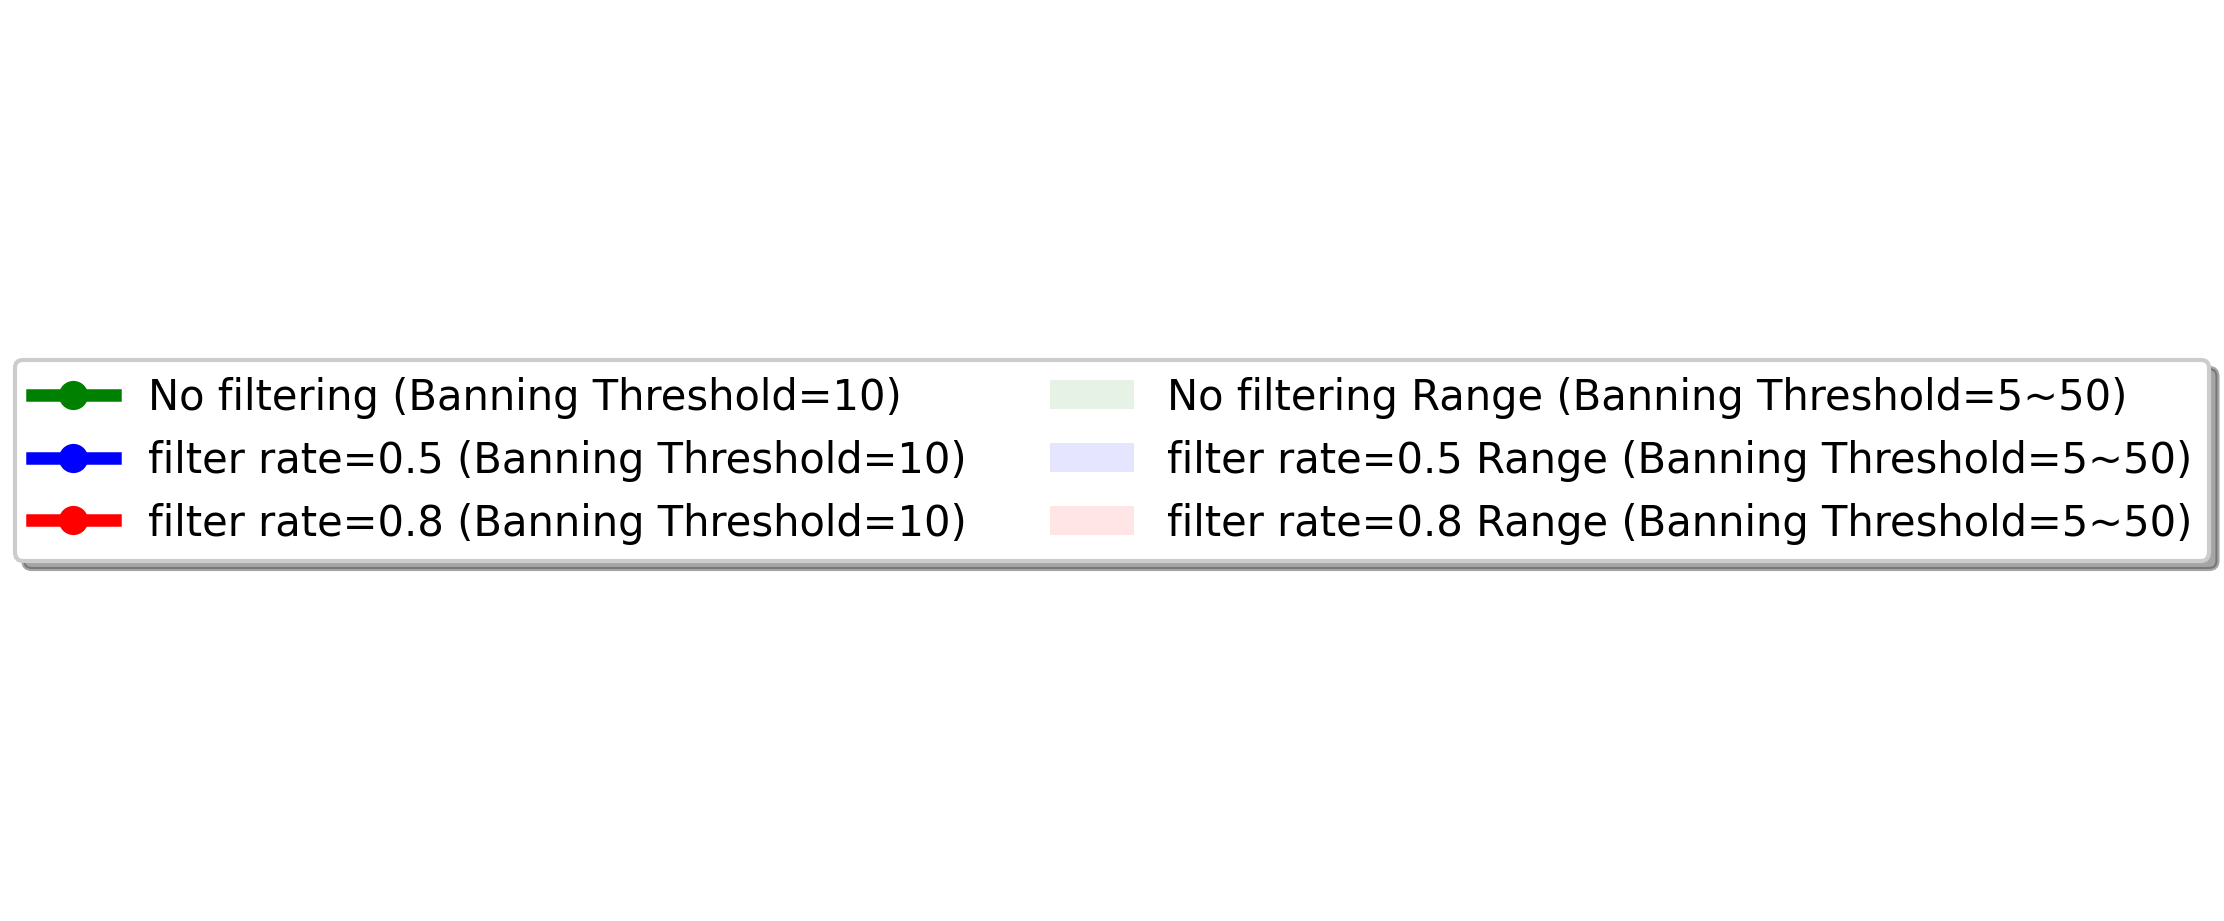 No filtering (Banning Threshold=10)
filter rate=0.5 (Banning Threshold=10)
filter rate=0.8 (Banning Threshold=10)
No filtering Range (Banning Threshold=5~50)
filter rate=0.5 Range (Banning Threshold=5~50)
filter rate=0.8 Range (Banning Threshold=5~50)